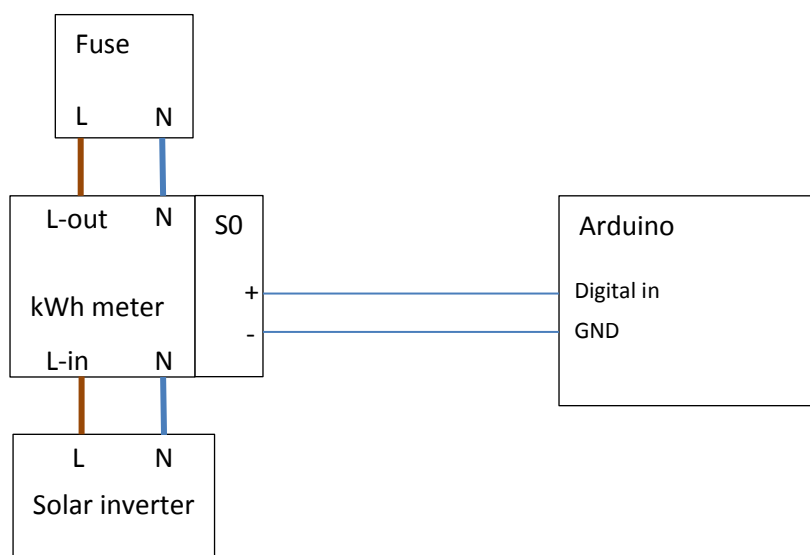 Fuse
L N
L-out N
S0
kWh meter
+
-
L-in N
L N
Solar inverter
Arduino
Digital in
GND